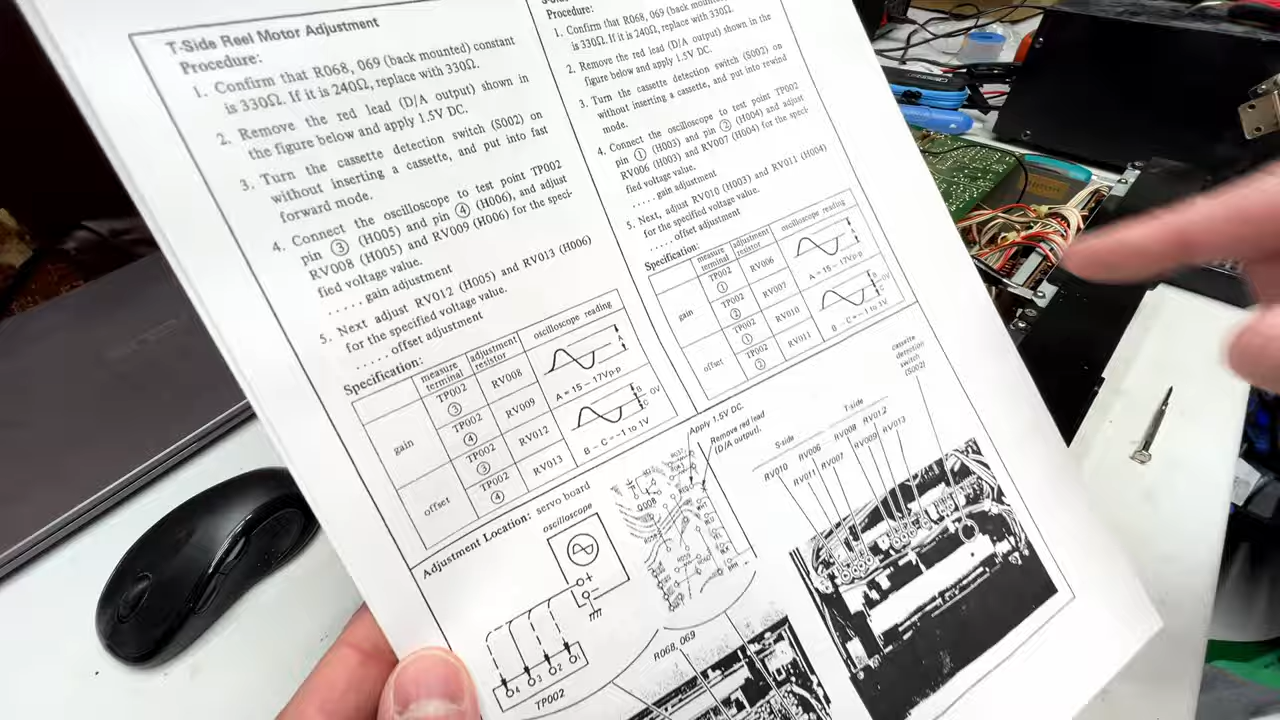 T-Side Reel Motor Adjustment
Procedure:
1. Confirm that R068, 069 (back mounted) constant
is 330Ω. If it is 240Ω, replace with 330Ω.
2. Remove the red lead (D/A output) shown in
the figure below and apply 1.5V DC.
3. Turn the cassette detection switch (S002) on
without inserting a cassette, and put into fast
forward mode.
4. Connect the oscilloscope to test point TP002
pin ③ (H005) and pin ④ (H006), and adjust
RV008 (H005) and RV009 (H006) for the speci-
fied voltage value.
..... gain adjustment
5. Next adjust RV012 (H005) and RV013 (H006)
for the specified voltage value.
..... offset adjustment
Specification:
measure terminal
adjustment resistor
oscilloscope reading
gain
TP002 ③
RV008
A = 15 – 17Vp-p
TP002 ④
RV009
offset
TP002 ③
RV012
B – C = –1 to 1V
TP002 ④
RV013
Procedure:
1. Confirm that R068, 069 (back
is 330Ω. If it is 240Ω, replace with 330Ω.
2. Remove the red lead (D/A output) shown in the
figure below and apply 1.5V DC.
3. Turn the cassette detection switch (S002) on
without inserting a cassette, and put into rewind
mode.
4. Connect the oscilloscope to test point TP002
pin ① (H003) and pin ② (H004) and adjust
RV006 (H003) and RV007 (H004) for the speci-
fied voltage value.
..... gain adjustment
5. Next, adjust RV010 (H003) and RV011 (H004)
for the specified voltage value.
..... offset adjustment
Specification:
measure terminal
adjustment resistor
oscilloscope reading
gain
TP002 ①
RV006
A = 15 – 17Vp-p
TP002 ②
RV007
offset
TP002 ①
RV010
B – C = –1 to 1V
TP002 ②
RV011
Adjustment Location: servo board
oscilloscope
+
–
4 3 2 1
TP002
Apply 1.5V DC.
Remove red lead
(D/A output).
Q008
R068, 069
S-side
T-side
RV010
RV006
RV008
RV012
RV011
RV007
RV009
RV013
cassette
detection
switch
(S002)